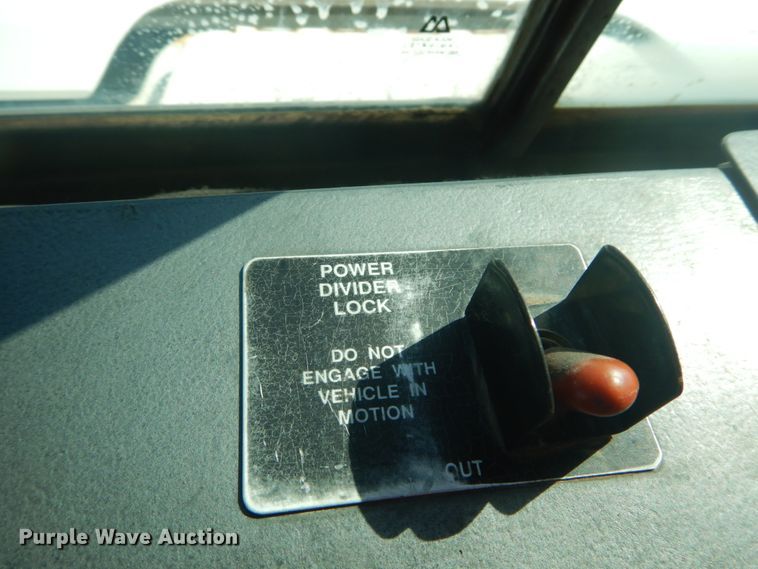 POWER
DIVIDER
LOCK
DO NOT
ENGAGE WITH
VEHICLE IN
MOTION
OUT
Purple Wave Auction